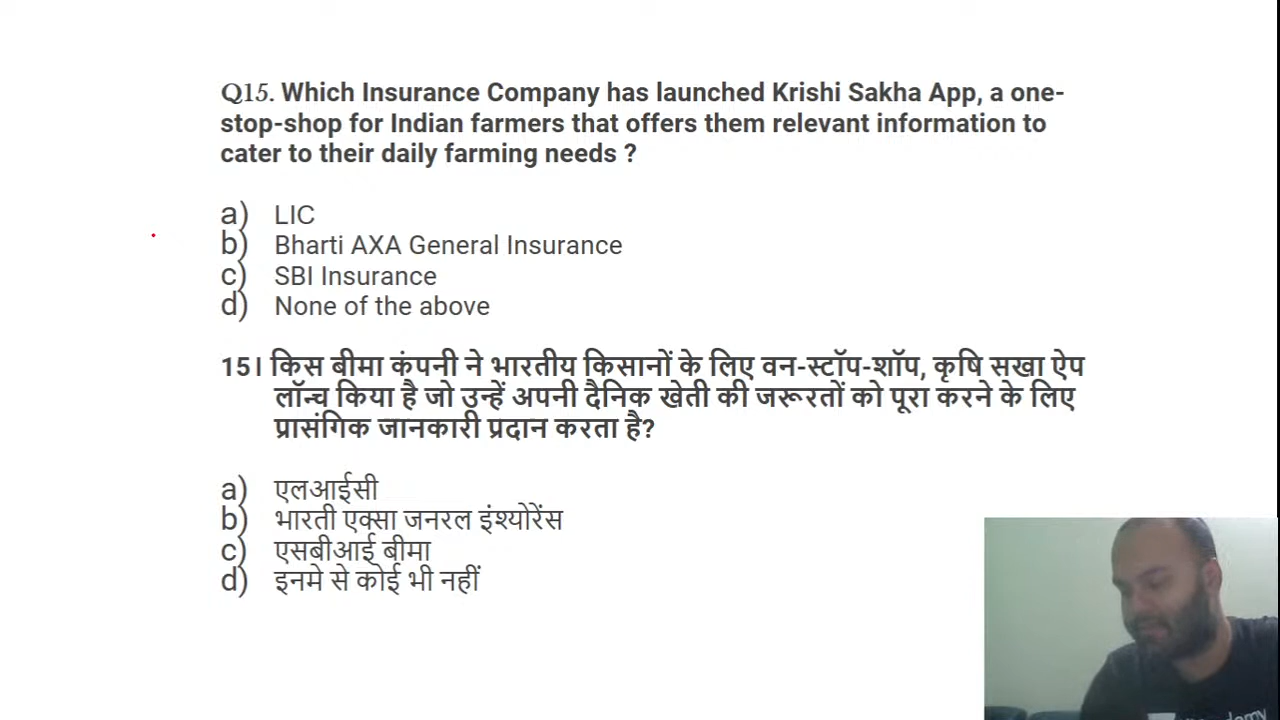 Q15. Which Insurance Company has launched Krishi Sakha App, a one-
stop-shop for Indian farmers that offers them relevant information to
cater to their daily farming needs ?
a) LIC
b) Bharti AXA General Insurance
c) SBI Insurance
d) None of the above
15। किस बीमा कंपनी ने भारतीय किसानों के लिए वन-स्टॉप-शॉप, कृषि सखा ऐप
लॉन्च किया है जो उन्हें अपनी दैनिक खेती की जरूरतों को पूरा करने के लिए
प्रासंगिक जानकारी प्रदान करता है?
a) एलआईसी
b) भारती एक्सा जनरल इंश्योरेंस
c) एसबीआई बीमा
d) इनमे से कोई भी नहीं